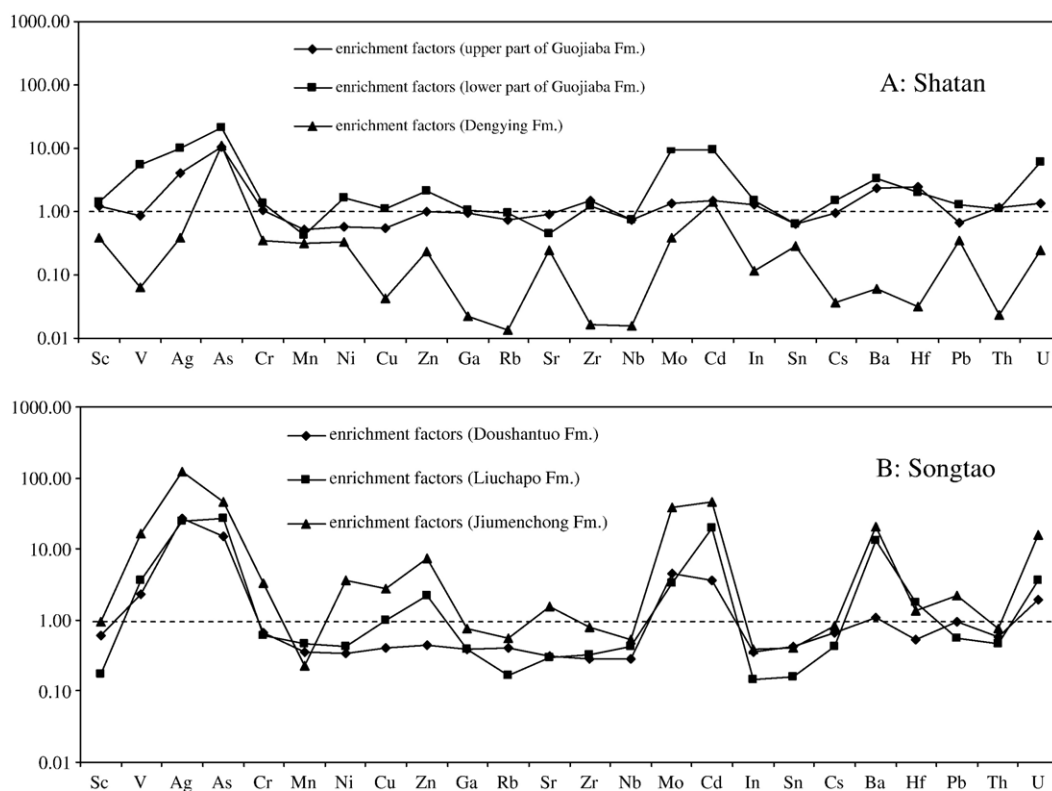 1000.00
enrichment factors (upper part of Guojiaba Fm.)
100.00
enrichment factors (lower part of Guojiaba Fm.)
A: Shatan
enrichment factors (Dengying Fm.)
10.00
1.00
0.10
0.01
Sc V Ag As Cr Mn Ni Cu Zn Ga Rb Sr Zr Nb Mo Cd In Sn Cs Ba Hf Pb Th U
1000.00
enrichment factors (Doushantuo Fm.)
100.00
enrichment factors (Liuchapo Fm.)
B: Songtao
enrichment factors (Jiumenchong Fm.)
10.00
1.00
0.10
0.01
Sc V Ag As Cr Mn Ni Cu Zn Ga Rb Sr Zr Nb Mo Cd In Sn Cs Ba Hf Pb Th U